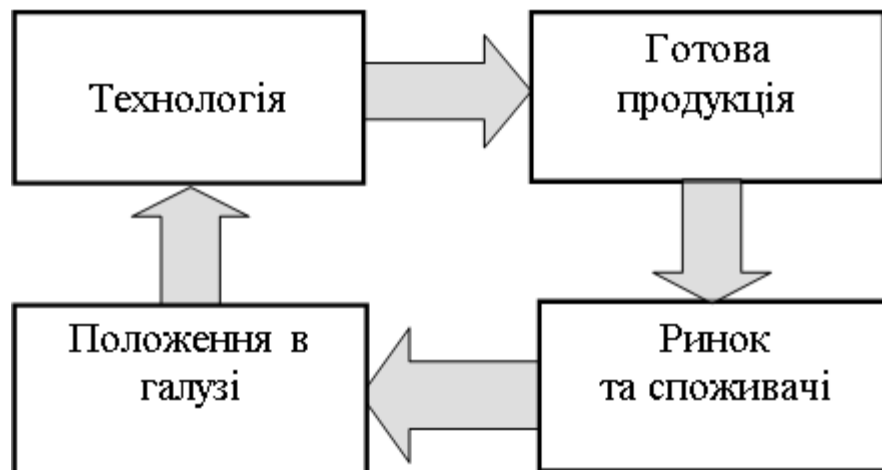 Технологія
Готова
продукція
Положення в
галузі
Ринок
та споживачі